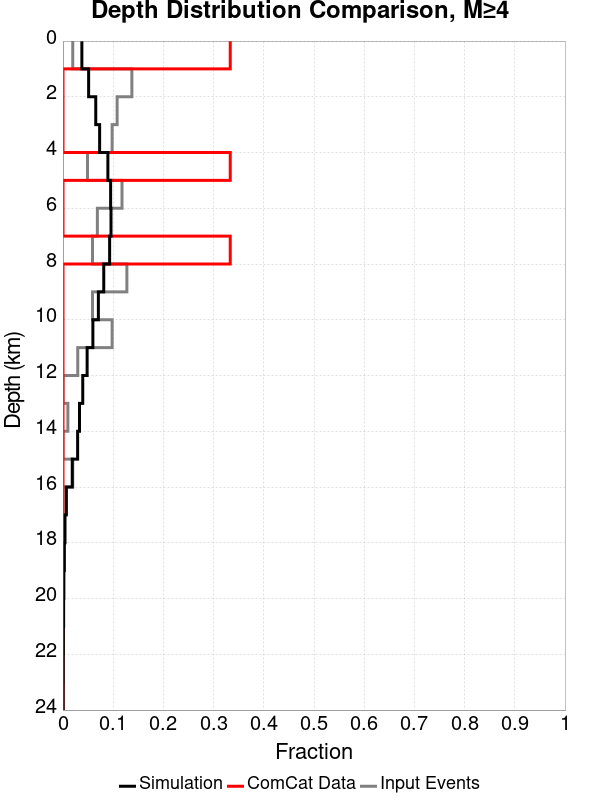 Depth Distribution Comparison, M≥4
0
2
4
6
8
10
12
14
16
18
20
22
24
Depth (km)
0 0.1 0.2 0.3 0.4 0.5 0.6 0.7 0.8 0.9 1
Fraction
Simulation ComCat Data Input Events